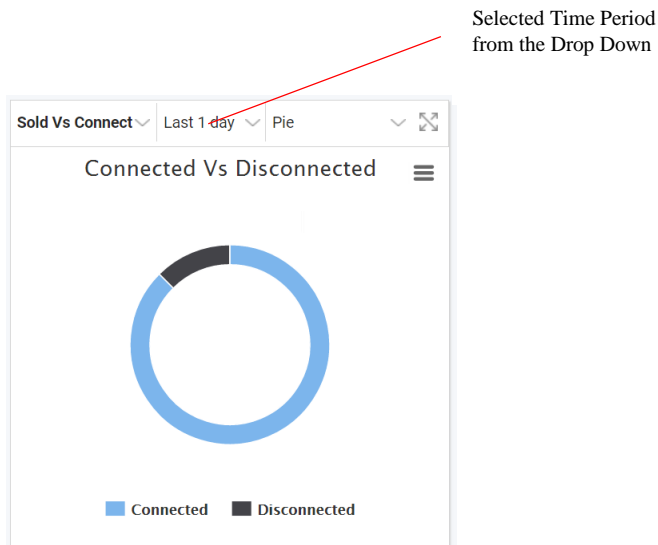 Selected Time Period
from the Drop Down
Sold Vs Connect Last 1 day Pie
Connected Vs Disconnected
Connected Disconnected